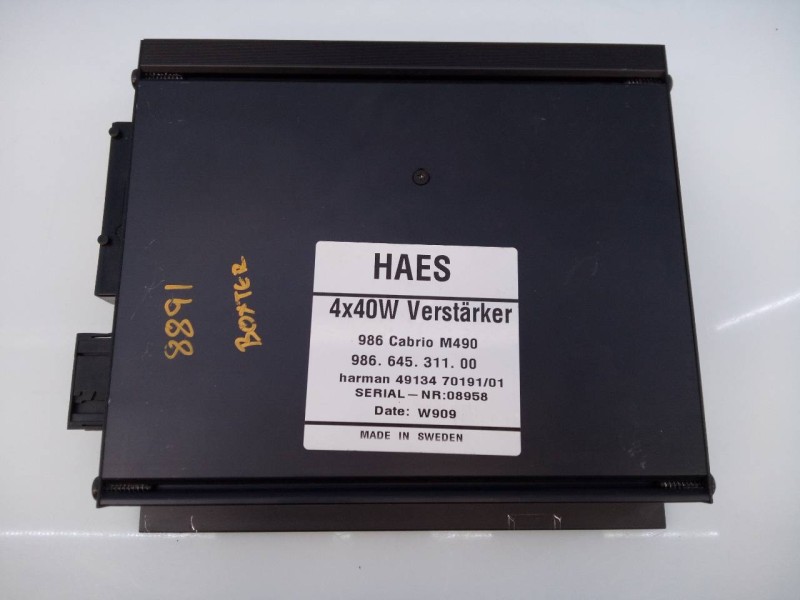 8891
BOXTER
HAES
4x40W Verstärker
986 Cabrio M490
986. 645. 311. 00
harman 49134 70191/01
SERIAL – NR:08958
Date: W909
MADE IN SWEDEN